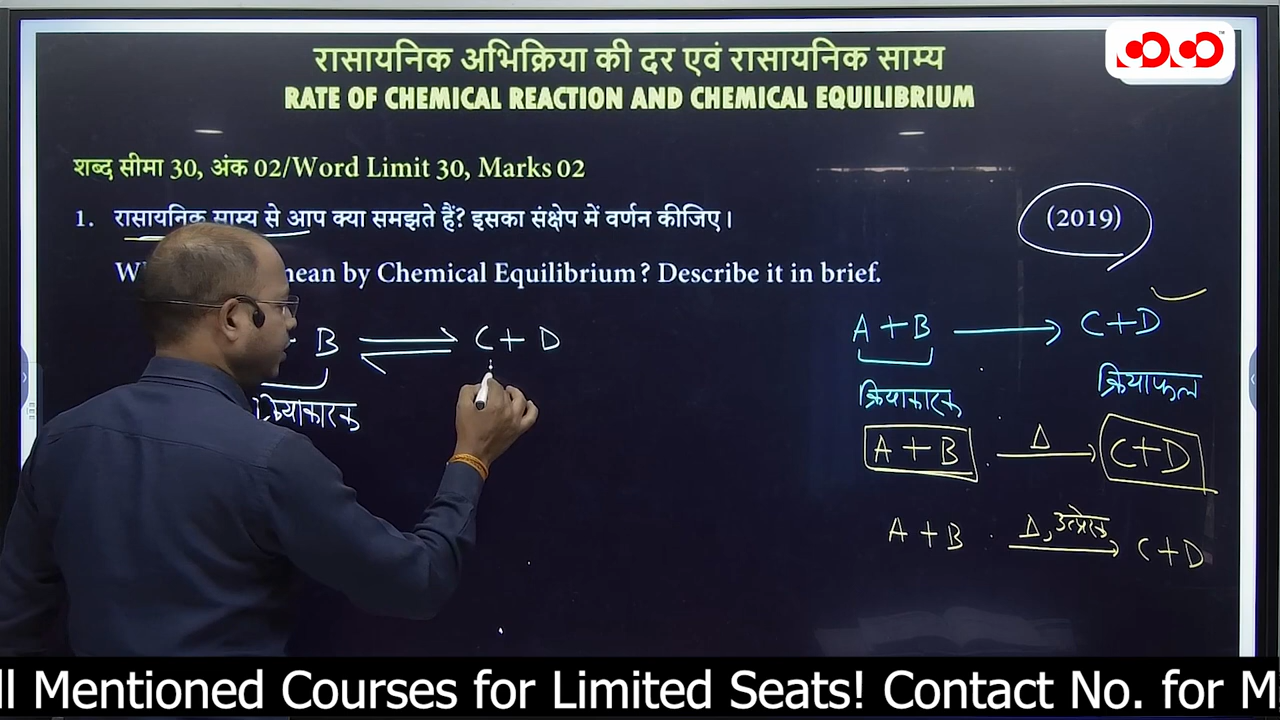 रासायनिक अभिक्रिया की दर एवं रासायनिक साम्य
RATE OF CHEMICAL REACTION AND CHEMICAL EQUILIBRIUM
शब्द सीमा 30, अंक 02/Word Limit 30, Marks 02
1. रासायनिक साम्य से आप क्या समझते हैं? इसका संक्षेप में वर्णन कीजिए।
(2019)
mean by Chemical Equilibrium? Describe it in brief.
B ⇌ C + D
A + B → C + D
क्रियाकारक
क्रियाकारक क्रियाफल
A + B Δ → C + D
A + B Δ, उत्प्रेरक → C + D
Mentioned Courses for Limited Seats! Contact No. for